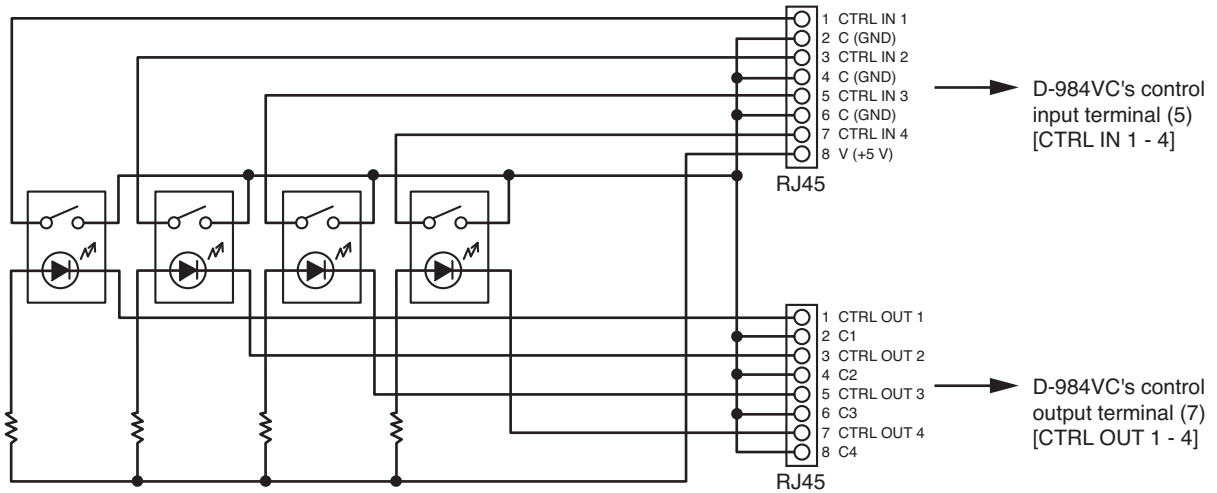 1 CTRL IN 1
2 C (GND)
3 CTRL IN 2
4 C (GND)
5 CTRL IN 3
6 C (GND)
7 CTRL IN 4
8 V (+5 V)
RJ45
D-984VC's control
input terminal (5)
[CTRL IN 1 - 4]
1 CTRL OUT 1
2 C1
3 CTRL OUT 2
4 C2
5 CTRL OUT 3
6 C3
7 CTRL OUT 4
8 C4
RJ45
D-984VC's control
output terminal (7)
[CTRL OUT 1 - 4]